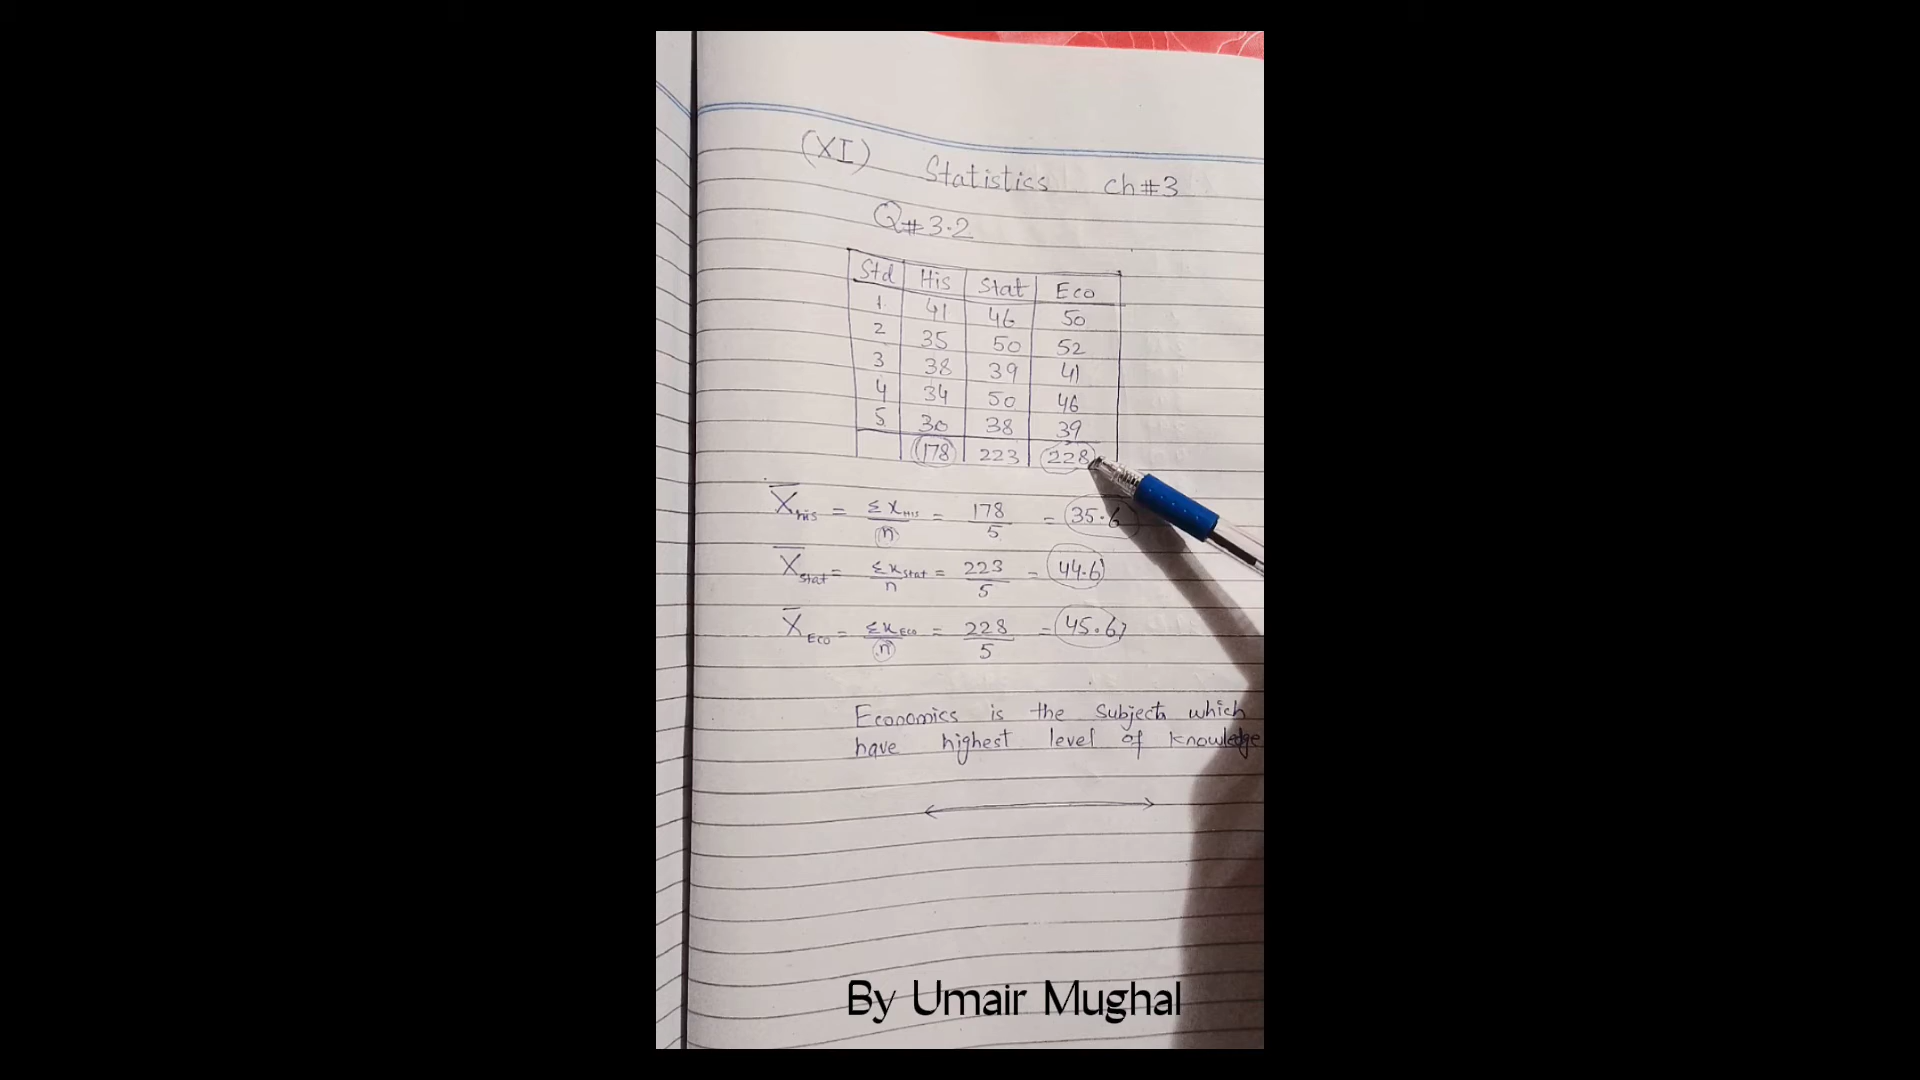 (XI)
Statistics ch#3
Q#3.2
Std His Stat Eco
1 41 46 50
2 35 50 52
3 38 39 41
4 34 50 46
5 30 38 39
178 223 228
X̅His = ΣXHIS/n = 178/5 = 35.6
X̅Stat = Σxstat/n = 223/5 = 44.6
X̅Eco = ΣxEco/n = 228/5 = 45.6
Economics is the Subject which
have highest level of knowledge
By Umair Mughal